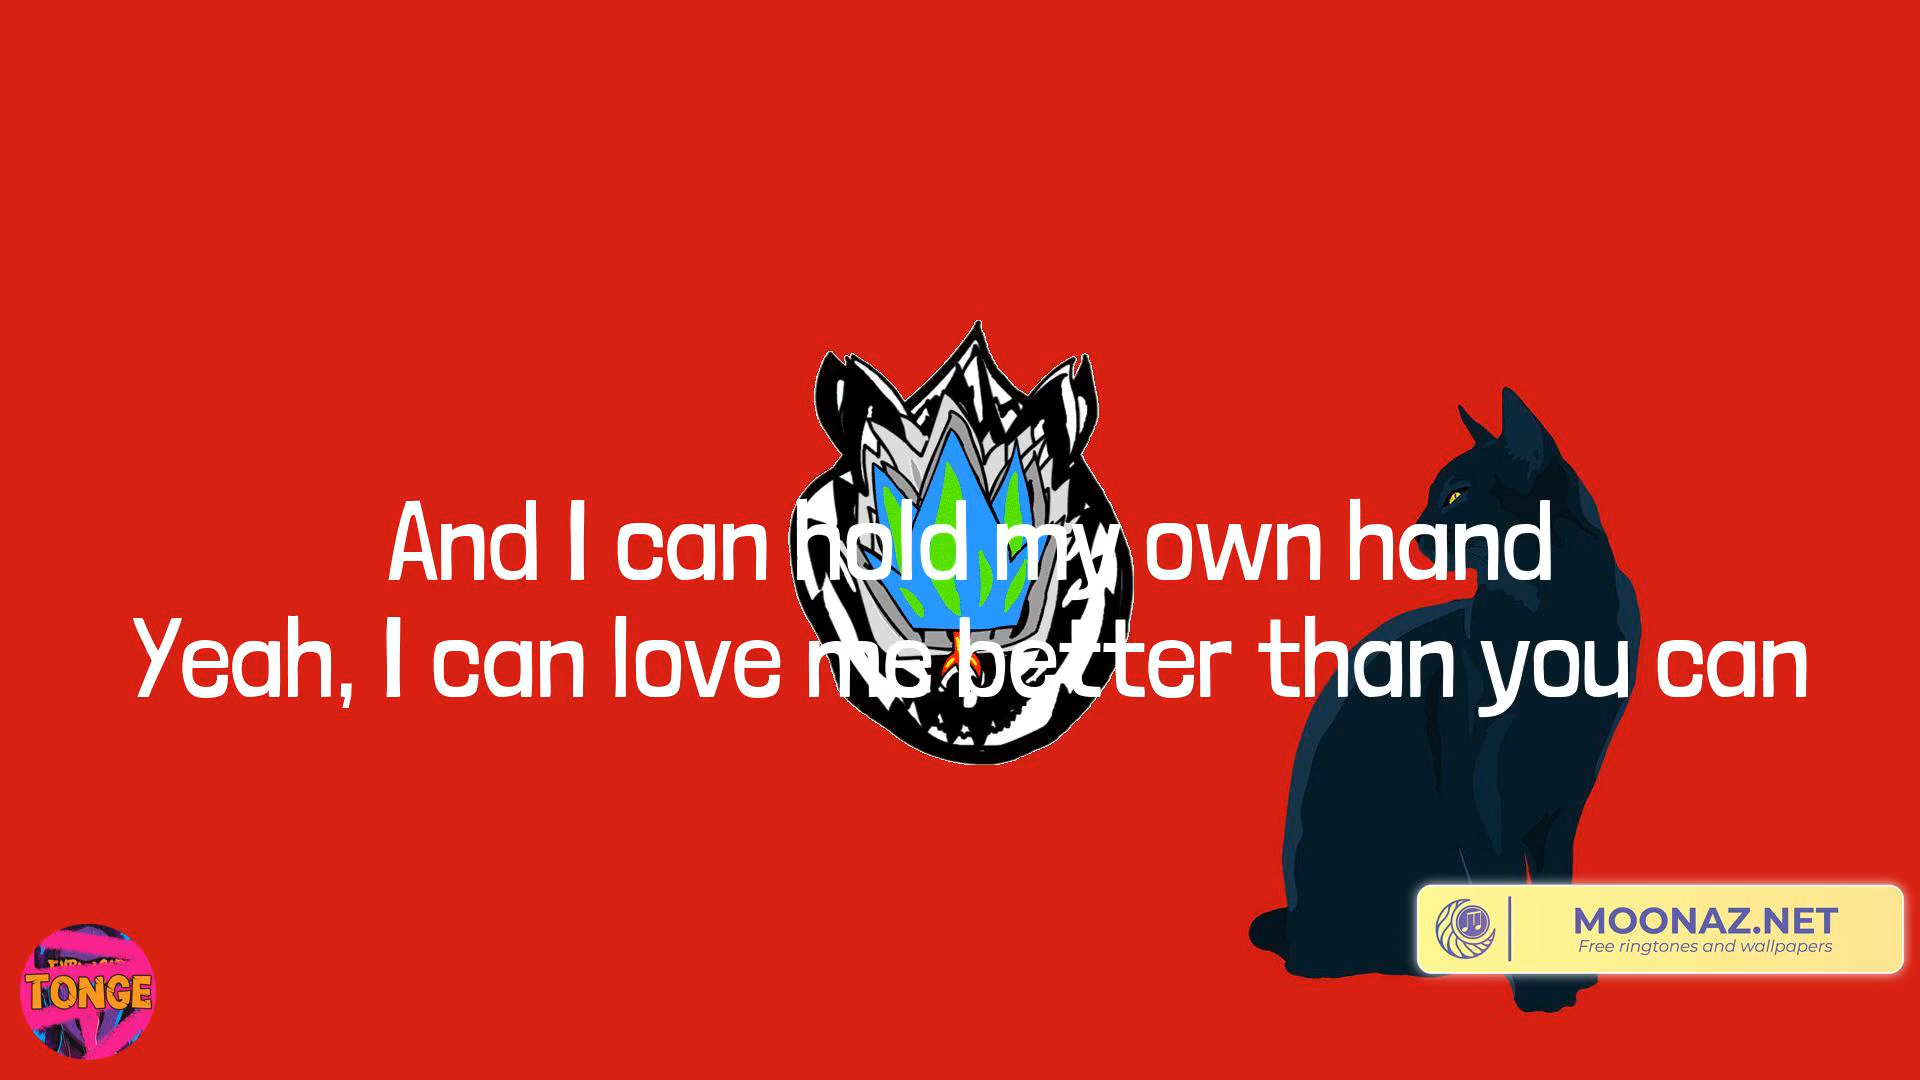 And I can hold my own hand
Yeah, I can love me better than you can
MOONAZ.NET
Free ringtones and wallpapers
TONGE